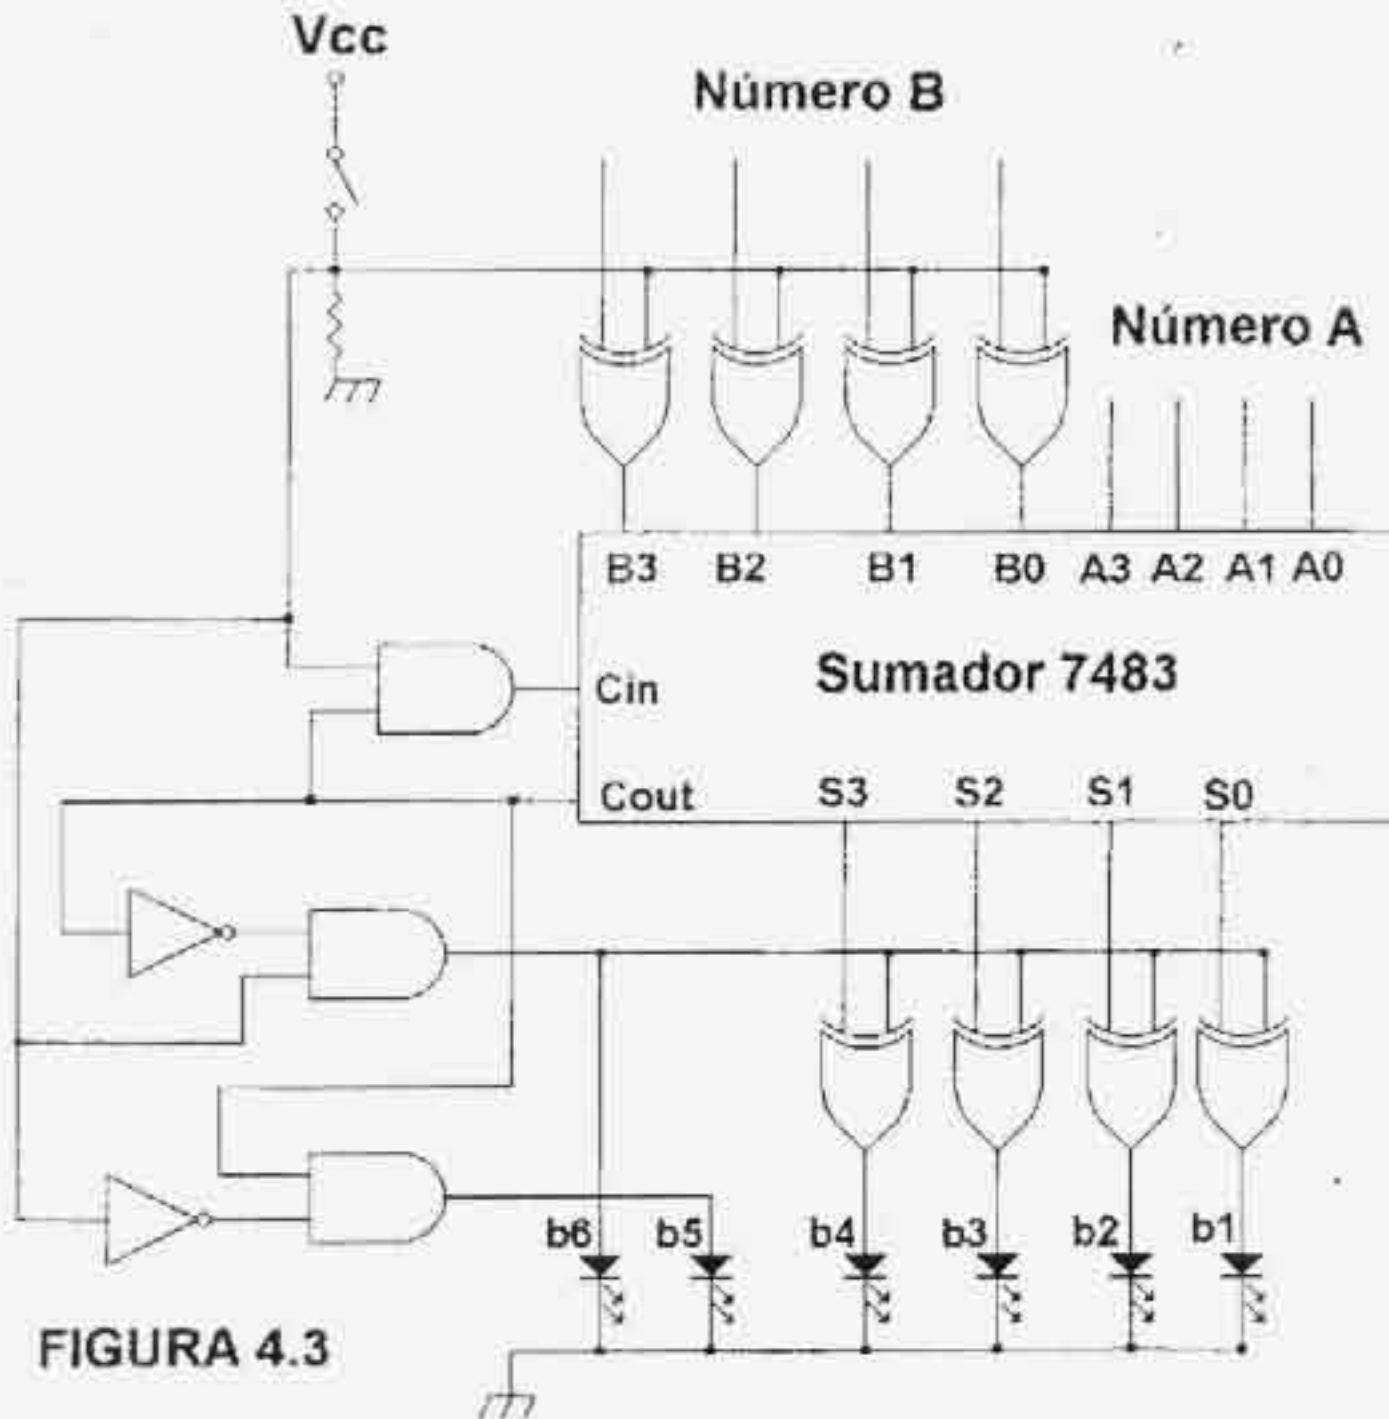 Vcc
Número B
Número A
B3 B2 B1 B0 A3 A2 A1 A0
Cin
Sumador 7483
Cout
S3 S2 S1 S0
b6 b5 b4 b3 b2 b1
FIGURA 4.3